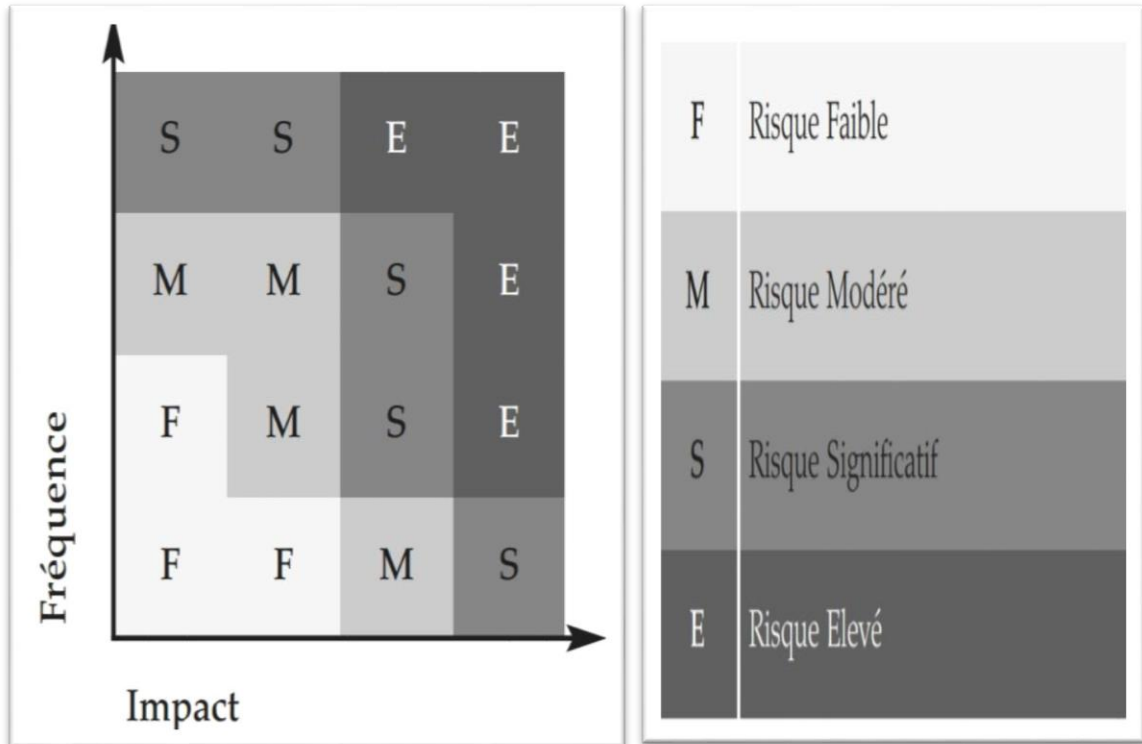 S S E E
M M S E
F M S E
F F M S
Fréquence
Impact
F Risque Faible
M Risque Modéré
S Risque Significatif
E Risque Elevé